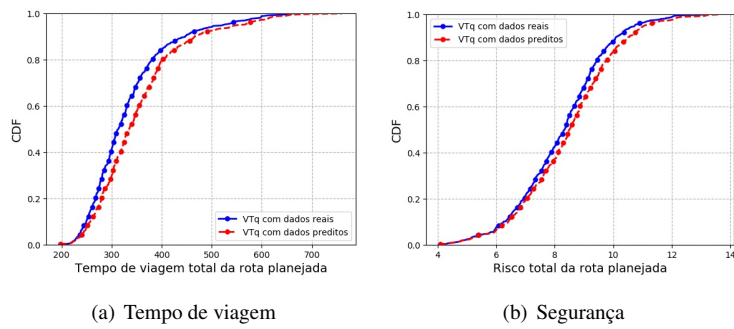 1.0
0.8
0.6
0.4
0.2
0.0
CDF
VTq com dados reais
VTq com dados preditos
200 300 400 500 600 700
Tempo de viagem total da rota planejada
(a) Tempo de viagem
1.0
0.8
0.6
0.4
0.2
0.0
CDF
VTq com dados reais
VTq com dados preditos
4 6 8 10 12 14
Risco total da rota planejada
(b) Segurança